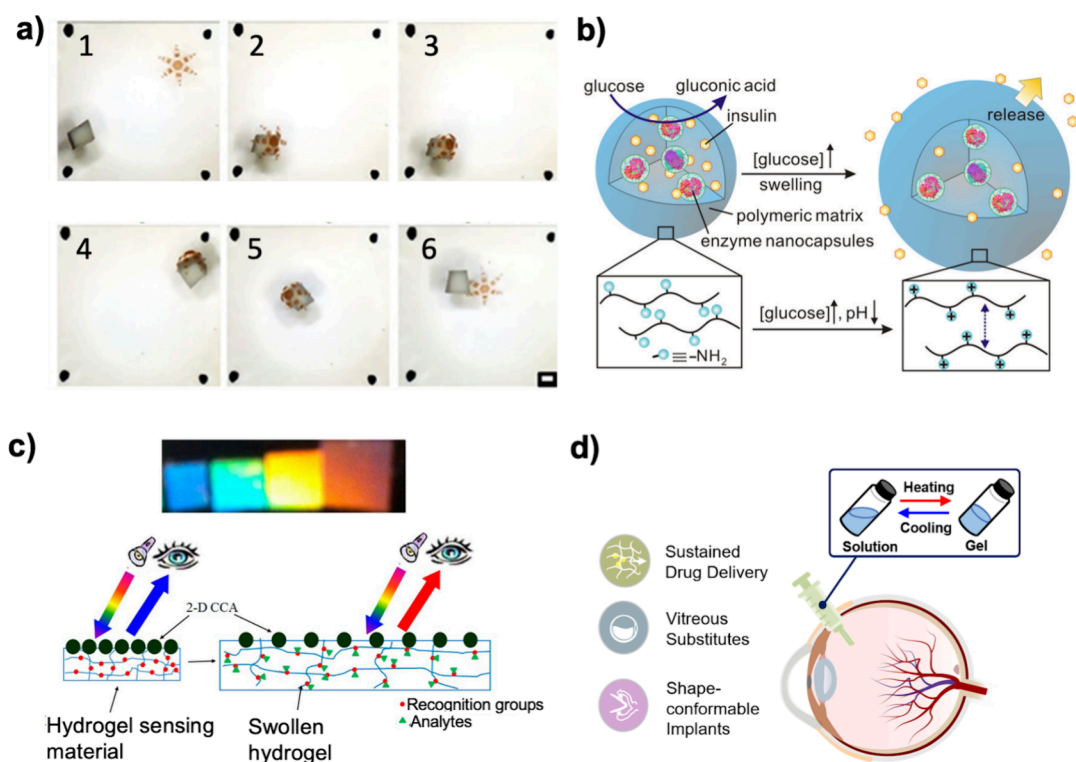 a)
1
2
3
4
5
6
b)
glucose
gluconic acid
insulin
release
[glucose]↑
swelling
polymeric matrix
enzyme nanocapsules
[glucose]↑, pH↓
≡–NH2
+ + + +
+ + + +
c)
2-D CCA
Recognition groups
Analytes
Hydrogel sensing
material
Swollen
hydrogel
d)
Heating
Cooling
Solution
Gel
Sustained
Drug Delivery
Vitreous
Substitutes
Shape-
conformable
Implants